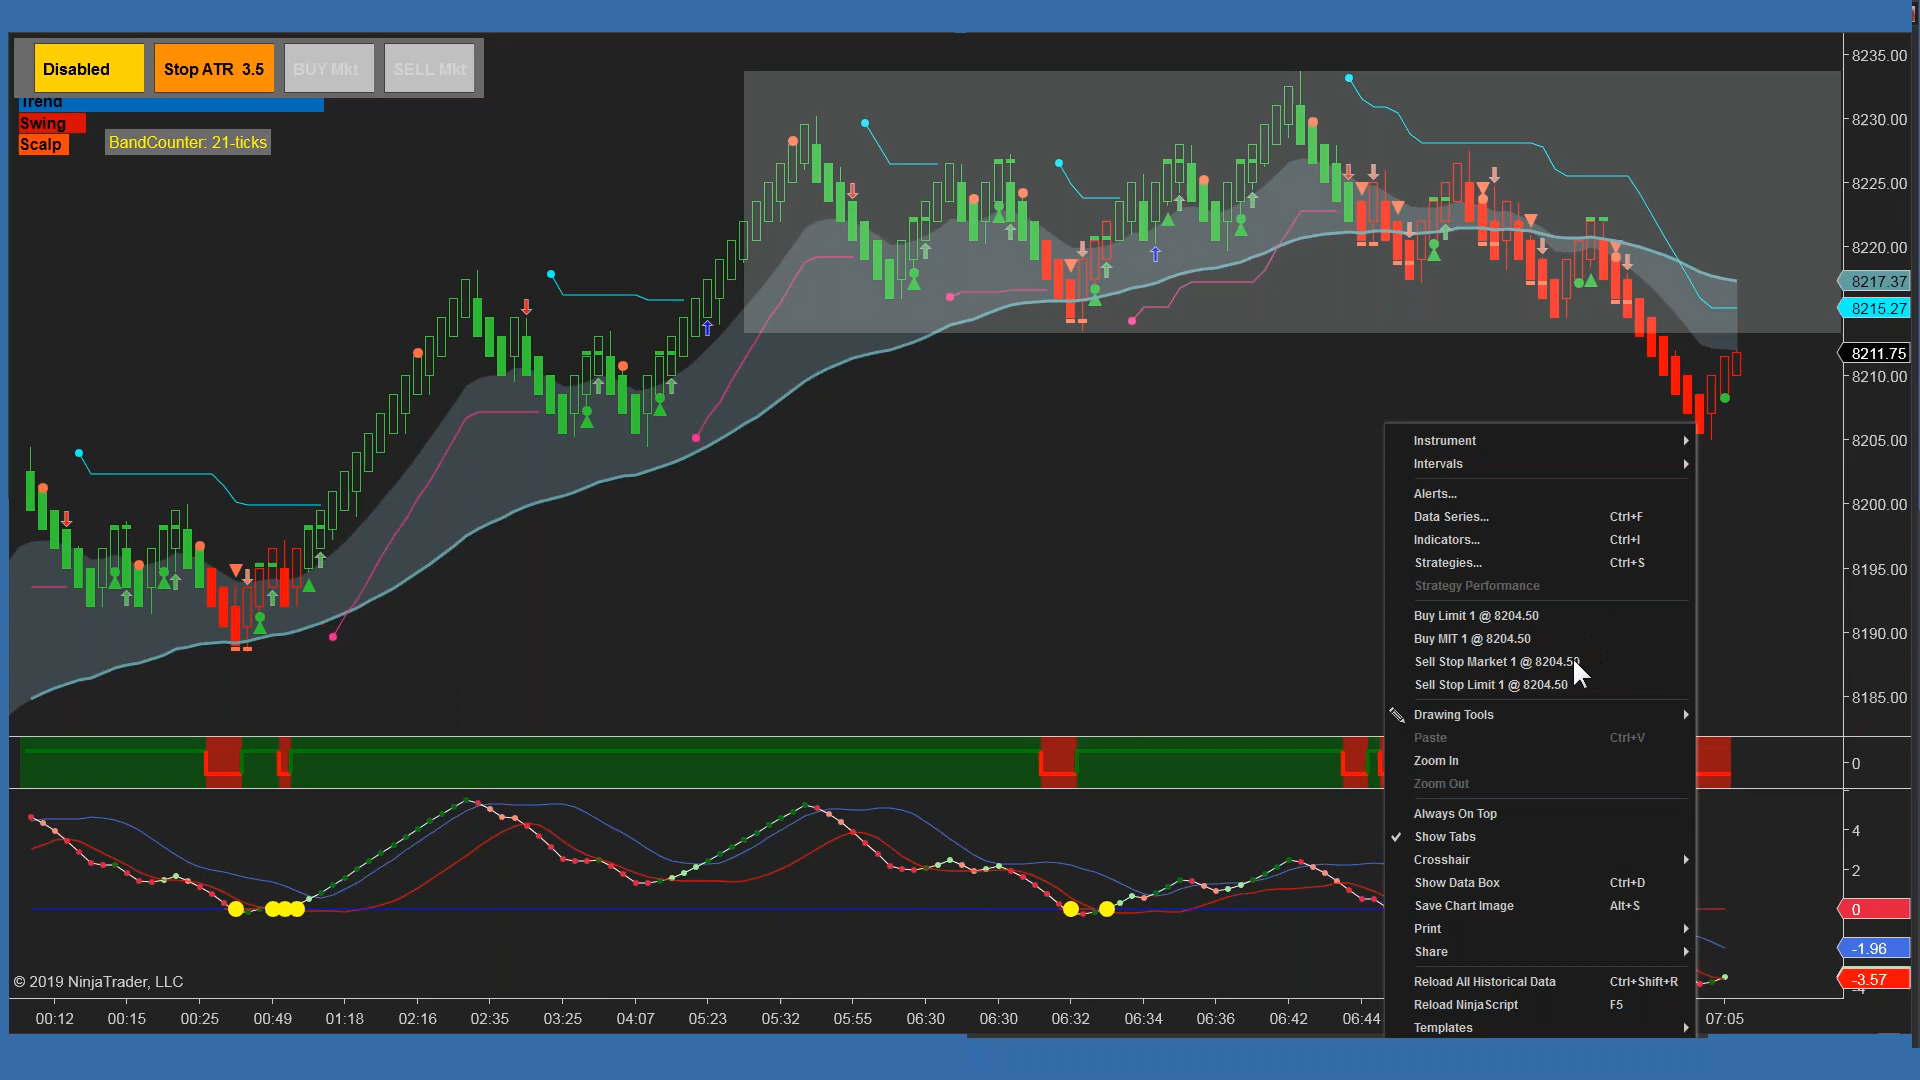 Disabled
Stop ATR 3.5
BUY Mkt
SELL Mkt
Trend
Swing
Scalp
BandCounter: 21-ticks
8235.00
8230.00
8225.00
8220.00
8217.37
8215.27
8211.75
8210.00
8205.00
8200.00
8195.00
8190.00
8185.00
Instrument
Intervals
Alerts...
Data Series... Ctrl+F
Indicators... Ctrl+I
Strategies... Ctrl+S
Strategy Performance
Buy Limit 1 @ 8204.50
Buy MIT 1 @ 8204.50
Sell Stop Market 1 @ 8204.50
Sell Stop Limit 1 @ 8204.50
Drawing Tools
Paste Ctrl+V
Zoom In
Zoom Out
Always On Top
Show Tabs
Crosshair
Show Data Box Ctrl+D
Save Chart Image Alt+S
Print
Share
Reload All Historical Data Ctrl+Shift+R
Reload NinjaScript F5
Templates
0
4
2
0
-1.96
-3.57
© 2019 NinjaTrader, LLC
00:12 00:15 00:25 00:49 01:18 02:16 02:35 03:25 04:07 05:23 05:32 05:55 06:30 06:30 06:32 06:34 06:36 06:42 06:44 07:05